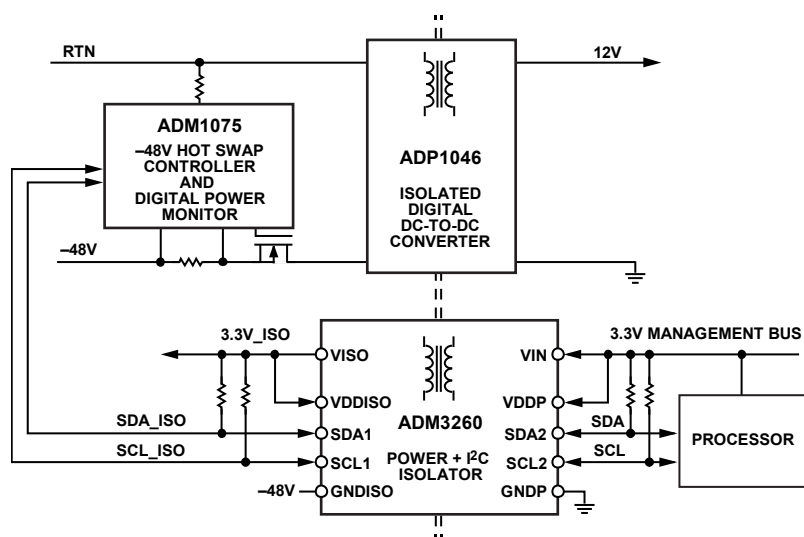 RTN
12V
ADM1075
–48V HOT SWAP
CONTROLLER
AND
DIGITAL POWER
MONITOR
ADP1046
ISOLATED
DIGITAL
DC-TO-DC
CONVERTER
–48V
3.3V_ISO
VISO
VIN
3.3V MANAGEMENT BUS
VDDISO
VDDP
ADM3260
SDA_ISO
SDA1
SDA2
SDA
PROCESSOR
POWER + I²C
ISOLATOR
SCL_ISO
SCL1
SCL2
SCL
–48V
GNDISO
GNDP